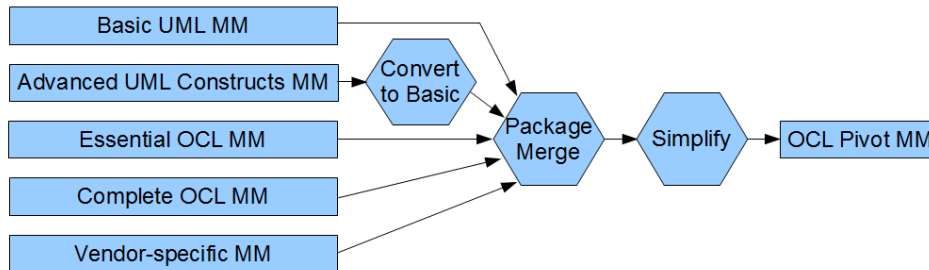 Basic UML MM
Advanced UML Constructs MM
Convert
to Basic
Essential OCL MM
Package
Merge
Simplify
OCL Pivot MM
Complete OCL MM
Vendor-specific MM